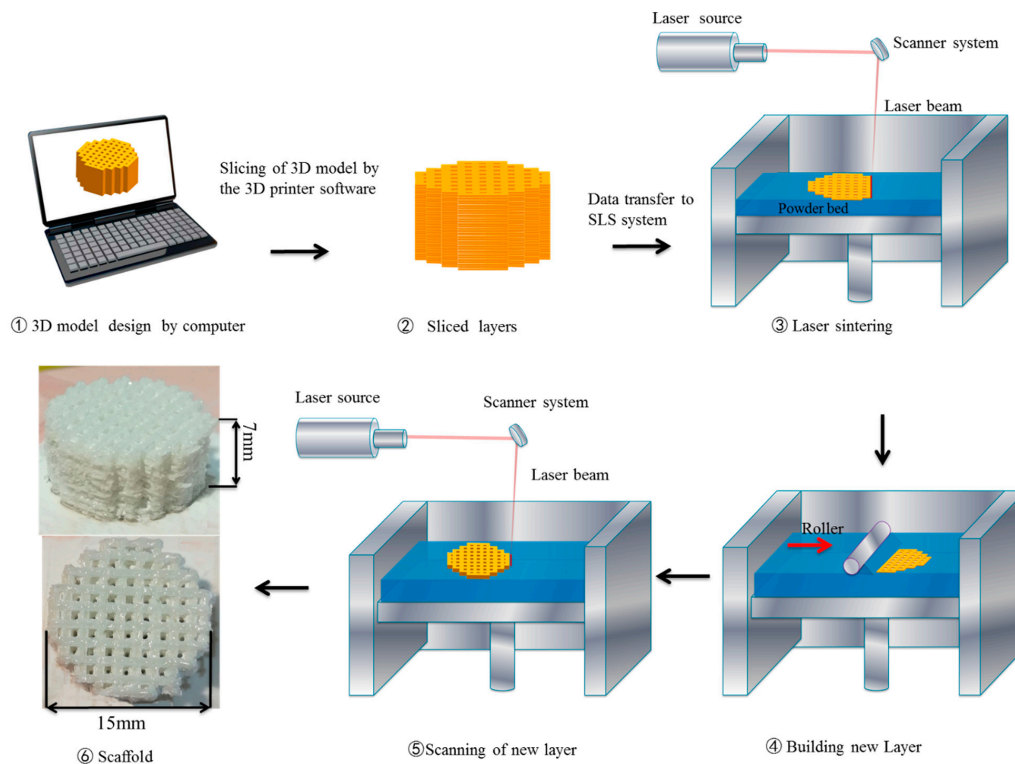 Laser source
Scanner system
Laser beam
Slicing of 3D model by
the 3D printer software
Data transfer to
SLS system
Powder bed
① 3D model design by computer
② Sliced layers
③ Laser sintering
7mm
Laser source
Scanner system
Laser beam
Roller
15mm
⑥ Scaffold
⑤Scanning of new layer
④ Building new Layer